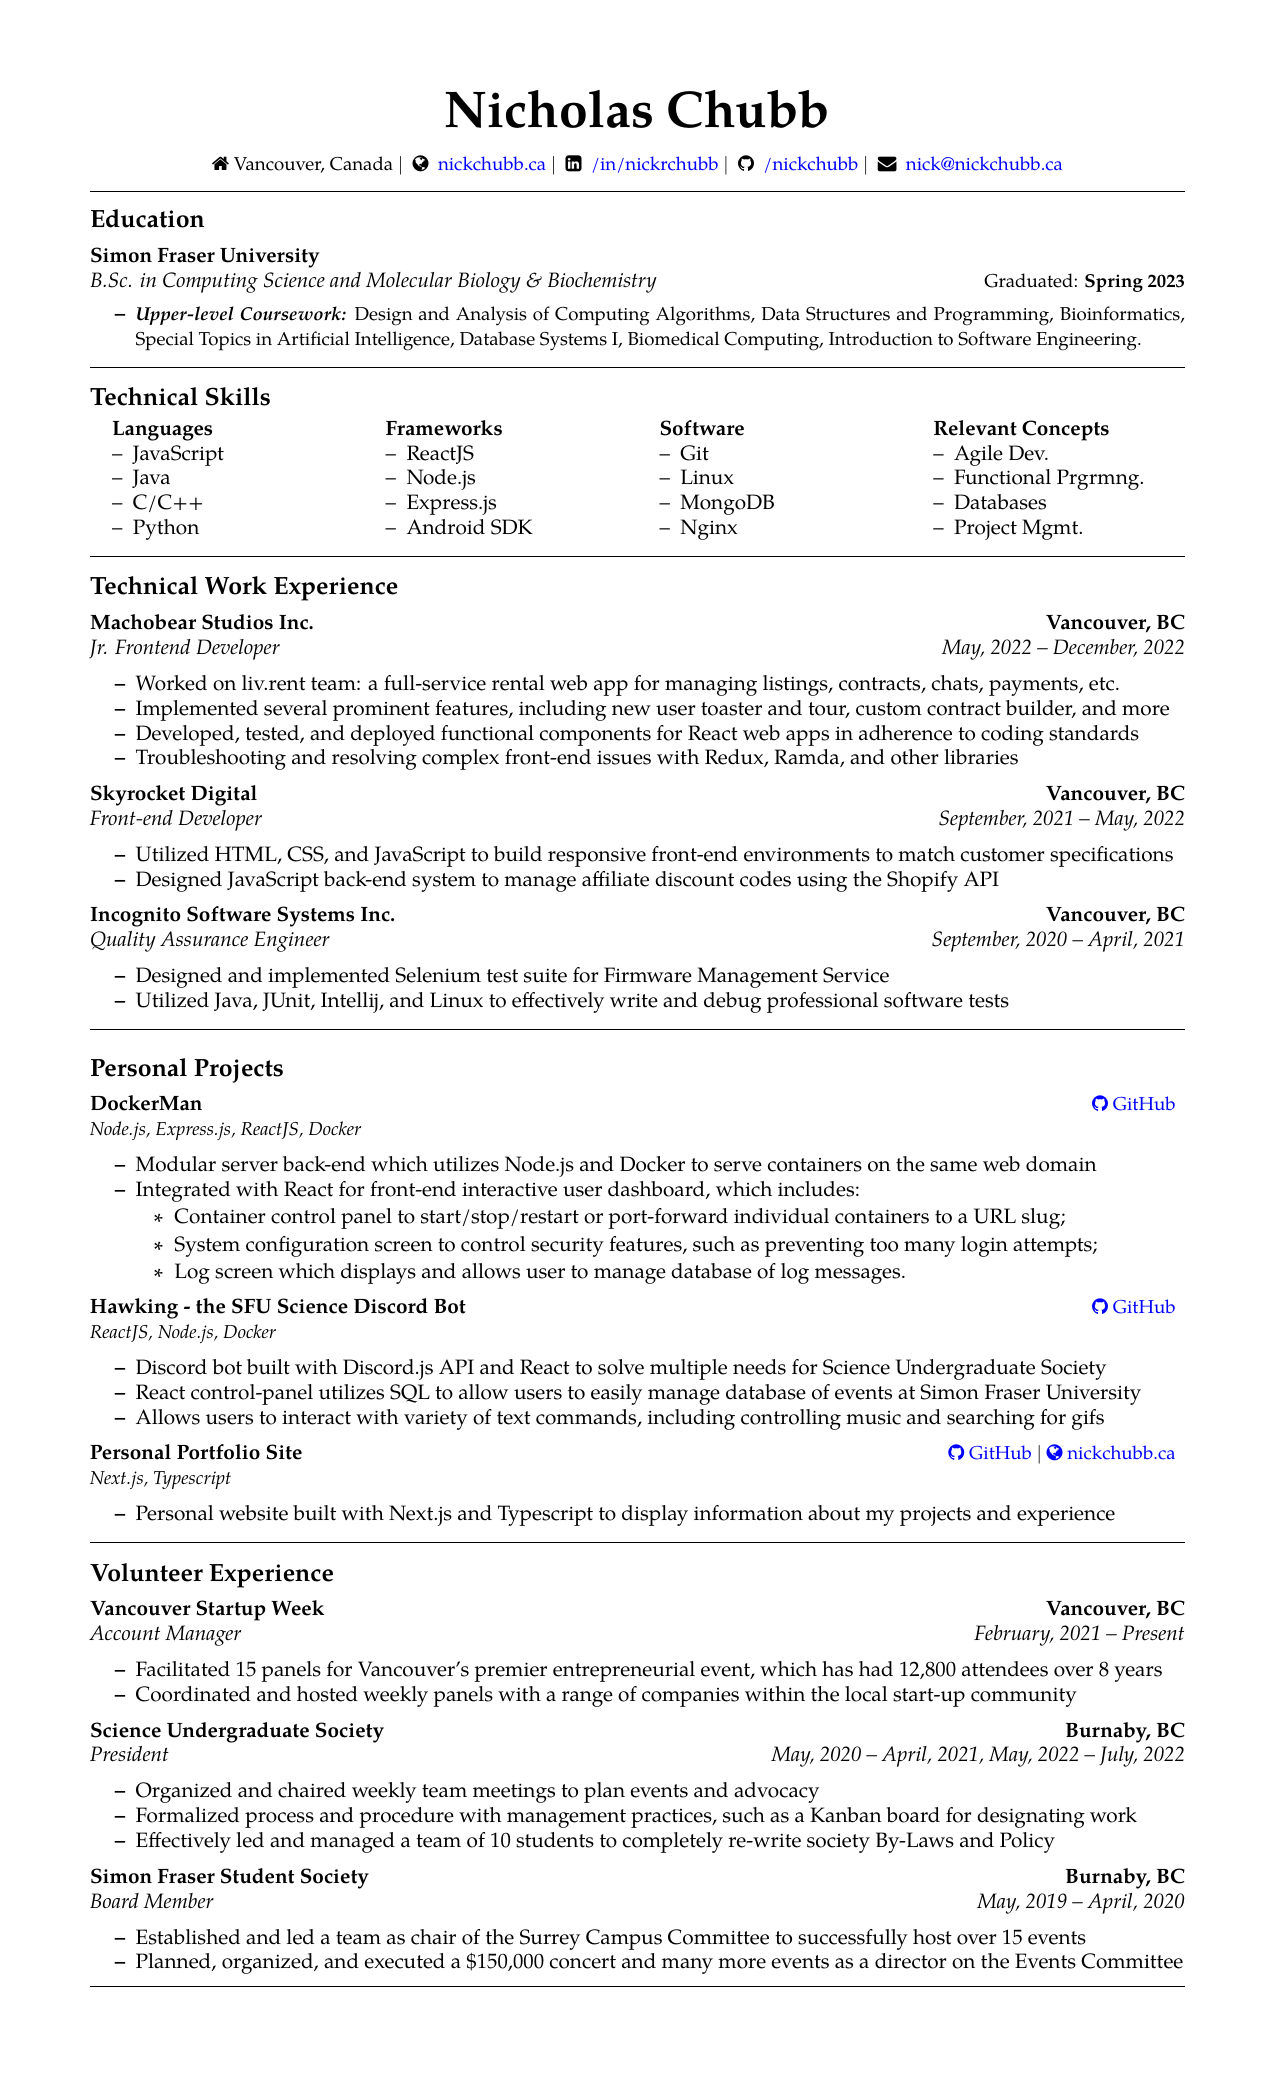 Nicholas Chubb
Vancouver, Canada | nickchubb.ca | /in/nickrchubb | /nickchubb | nick@nickchubb.ca
Education
Simon Fraser University
B.Sc. in Computing Science and Molecular Biology & Biochemistry Graduated: Spring 2023
– Upper-level Coursework: Design and Analysis of Computing Algorithms, Data Structures and Programming, Bioinformatics,
Special Topics in Artificial Intelligence, Database Systems I, Biomedical Computing, Introduction to Software Engineering.
Technical Skills
Languages
– JavaScript
– Java
– C/C++
– Python
Frameworks
– ReactJS
– Node.js
– Express.js
– Android SDK
Software
– Git
– Linux
– MongoDB
– Nginx
Relevant Concepts
– Agile Dev.
– Functional Prgrmng.
– Databases
– Project Mgmt.
Technical Work Experience
Machobear Studios Inc. Vancouver, BC
Jr. Frontend Developer May, 2022 – December, 2022
– Worked on liv.rent team: a full-service rental web app for managing listings, contracts, chats, payments, etc.
– Implemented several prominent features, including new user toaster and tour, custom contract builder, and more
– Developed, tested, and deployed functional components for React web apps in adherence to coding standards
– Troubleshooting and resolving complex front-end issues with Redux, Ramda, and other libraries
Skyrocket Digital Vancouver, BC
Front-end Developer September, 2021 – May, 2022
– Utilized HTML, CSS, and JavaScript to build responsive front-end environments to match customer specifications
– Designed JavaScript back-end system to manage affiliate discount codes using the Shopify API
Incognito Software Systems Inc. Vancouver, BC
Quality Assurance Engineer September, 2020 – April, 2021
– Designed and implemented Selenium test suite for Firmware Management Service
– Utilized Java, JUnit, Intellij, and Linux to effectively write and debug professional software tests
Personal Projects
DockerMan GitHub
Node.js, Express.js, ReactJS, Docker
– Modular server back-end which utilizes Node.js and Docker to serve containers on the same web domain
– Integrated with React for front-end interactive user dashboard, which includes:
* Container control panel to start/stop/restart or port-forward individual containers to a URL slug;
* System configuration screen to control security features, such as preventing too many login attempts;
* Log screen which displays and allows user to manage database of log messages.
Hawking - the SFU Science Discord Bot GitHub
ReactJS, Node.js, Docker
– Discord bot built with Discord.js API and React to solve multiple needs for Science Undergraduate Society
– React control-panel utilizes SQL to allow users to easily manage database of events at Simon Fraser University
– Allows users to interact with variety of text commands, including controlling music and searching for gifs
Personal Portfolio Site GitHub | nickchubb.ca
Next.js, Typescript
– Personal website built with Next.js and Typescript to display information about my projects and experience
Volunteer Experience
Vancouver Startup Week Vancouver, BC
Account Manager February, 2021 – Present
– Facilitated 15 panels for Vancouver's premier entrepreneurial event, which has had 12,800 attendees over 8 years
– Coordinated and hosted weekly panels with a range of companies within the local start-up community
Science Undergraduate Society Burnaby, BC
President May, 2020 – April, 2021, May, 2022 – July, 2022
– Organized and chaired weekly team meetings to plan events and advocacy
– Formalized process and procedure with management practices, such as a Kanban board for designating work
– Effectively led and managed a team of 10 students to completely re-write society By-Laws and Policy
Simon Fraser Student Society Burnaby, BC
Board Member May, 2019 – April, 2020
– Established and led a team as chair of the Surrey Campus Committee to successfully host over 15 events
– Planned, organized, and executed a $150,000 concert and many more events as a director on the Events Committee